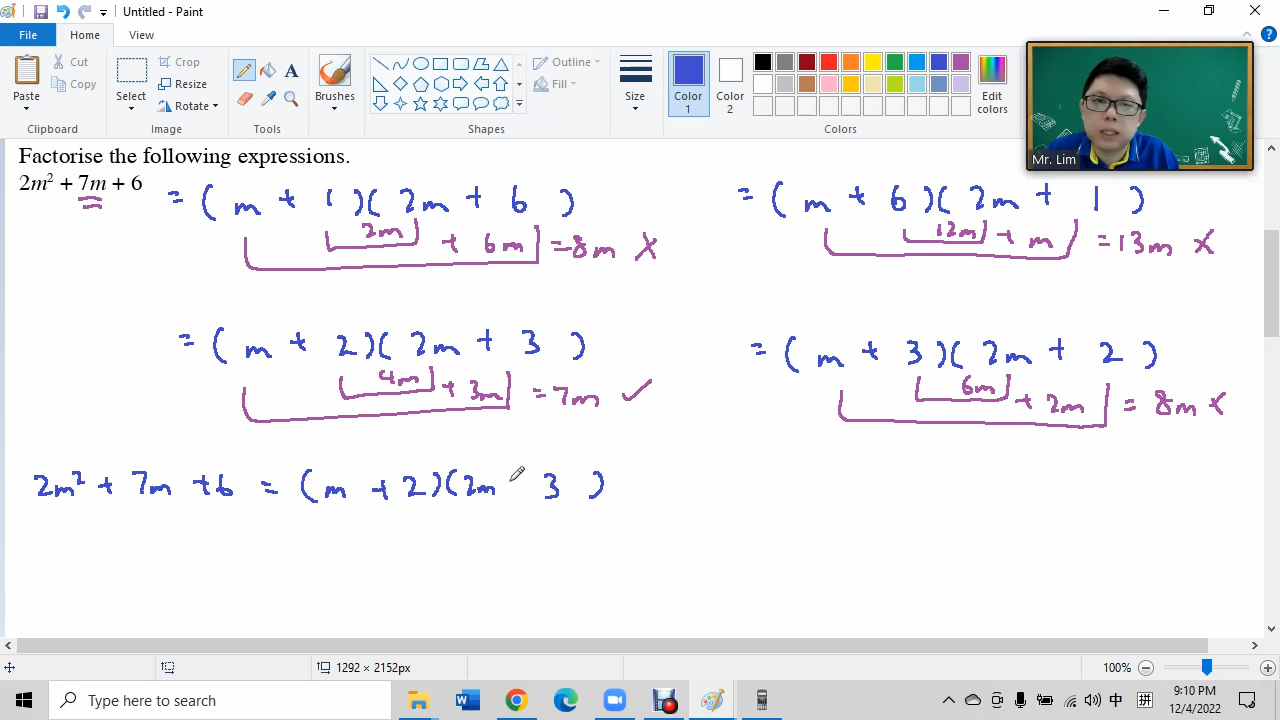 Untitled - Paint
File Home View
Paste Cut Copy Clipboard
Select Crop Resize Rotate Image
Tools
Brushes
Outline Fill Shapes
Size
Color 1 Color 2 Edit colors Colors
Mr. Lim
Factorise the following expressions.
2m² + 7m + 6
= (m + 1)(2m + 6)
2m + 6m = 8m ✗
= (m + 6)(2m + 1)
12m + m = 13m ✗
= (m + 2)(2m + 3)
4m + 3m = 7m ✓
= (m + 3)(2m + 2)
6m + 2m = 8m ✗
2m² + 7m + 6 = (m + 2)(2m 3)
1292 × 2152px 100%
Type here to search
中 拼 9:10 PM
12/4/2022